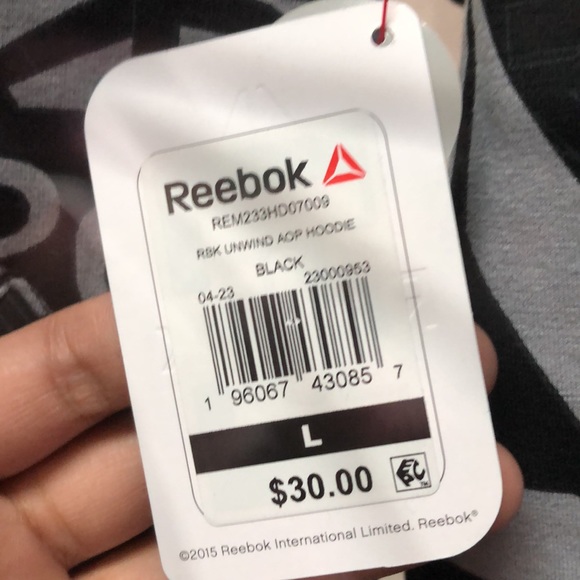 Reebok
REM233HD07009
RBK UNWIND AOP HOODIE
BLACK
04-23 23000953
1 96067 43085 7
L
$30.00
©2015 Reebok International Limited. Reebok®